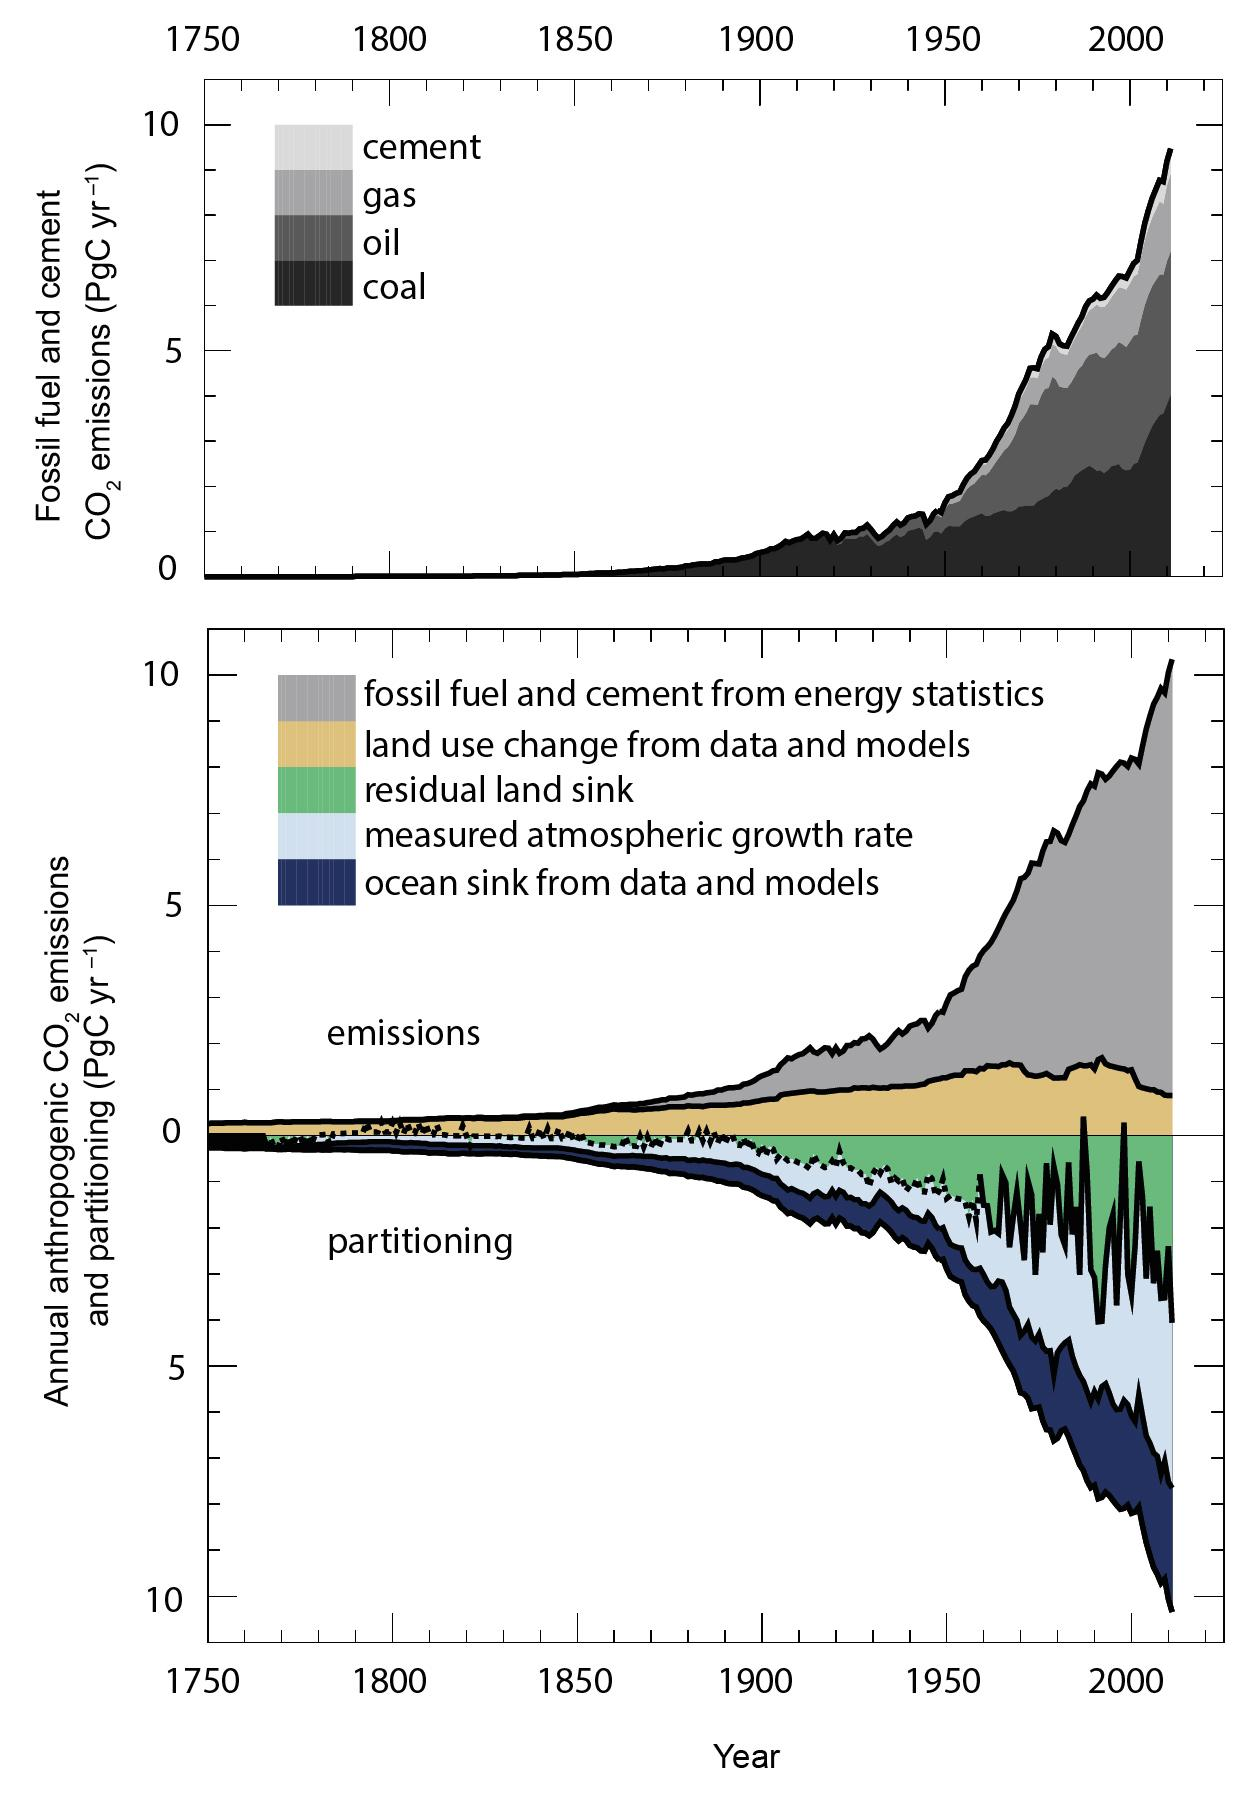 1750 1800 1850 1900 1950 2000
Fossil fuel and cement
CO₂ emissions (PgC yr⁻¹)
10
5
0
cement
gas
oil
coal
Annual anthropogenic CO₂ emissions
and partitioning (PgC yr⁻¹)
10
5
0
5
10
fossil fuel and cement from energy statistics
land use change from data and models
residual land sink
measured atmospheric growth rate
ocean sink from data and models
emissions
partitioning
1750 1800 1850 1900 1950 2000
Year